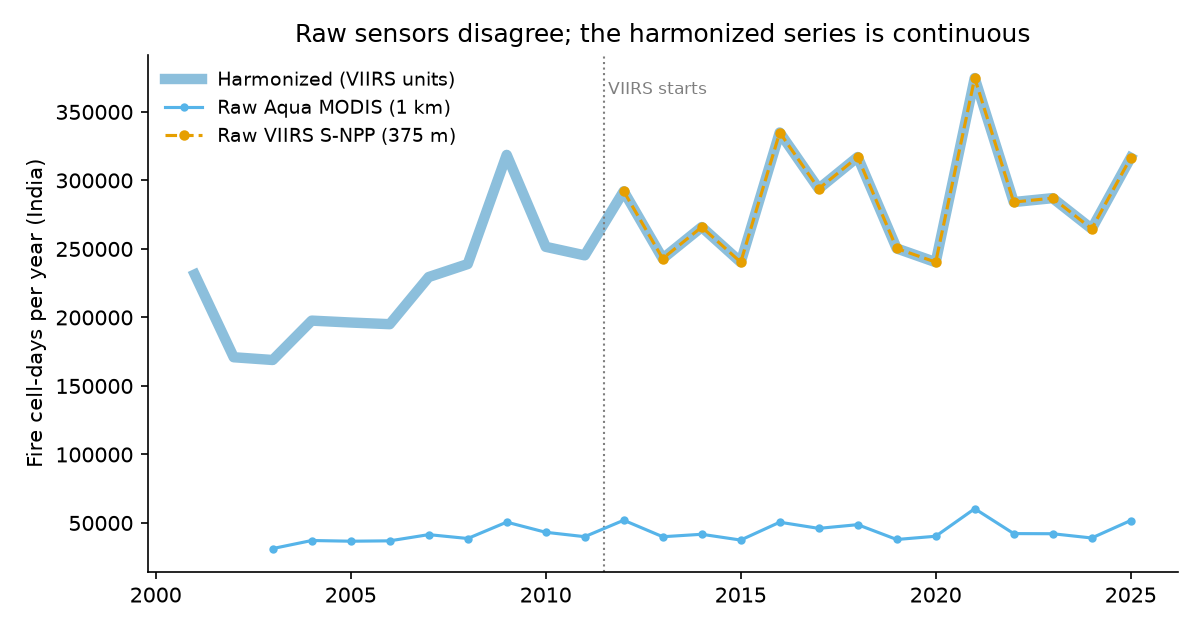 Raw sensors disagree; the harmonized series is continuous
Harmonized (VIIRS units)
Raw Aqua MODIS (1 km)
Raw VIIRS S-NPP (375 m)
VIIRS starts
Fire cell-days per year (India)
350000
300000
250000
200000
150000
100000
50000
2000
2005
2010
2015
2020
2025